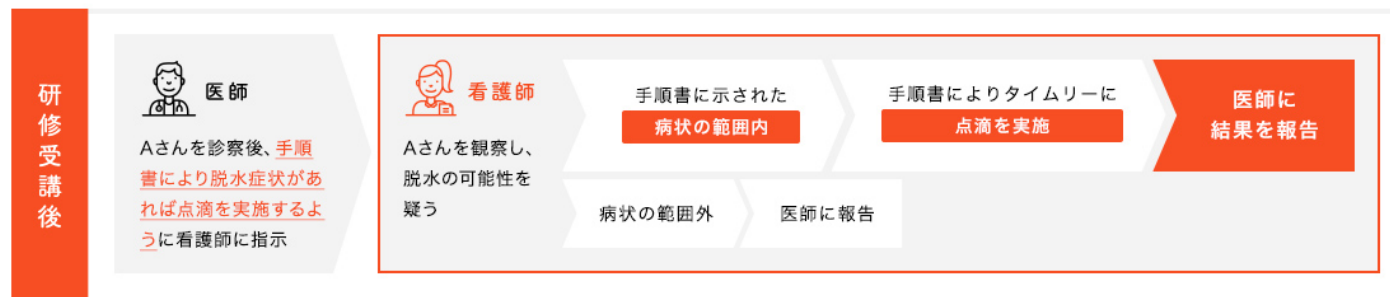 研修受講後
医師
Aさんを診察後、手順
書により脱水症状があ
れば点滴を実施するよ
うに看護師に指示
看護師
Aさんを観察し、
脱水の可能性を
疑う
手順書に示された
病状の範囲内
手順書によりタイムリーに
点滴を実施
医師に
結果を報告
病状の範囲外
医師に報告